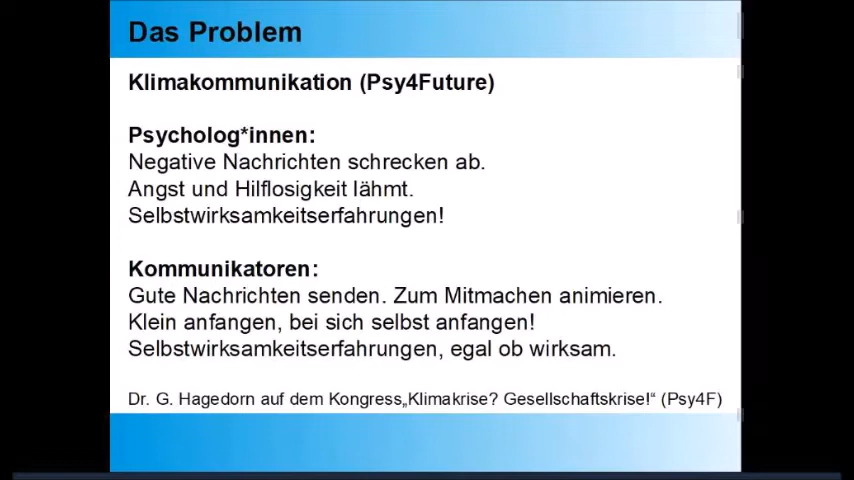 Das Problem
Klimakommunikation (Psy4Future)
Psycholog*innen:
Negative Nachrichten schrecken ab.
Angst und Hilflosigkeit lähmt.
Selbstwirksamkeitserfahrungen!
Kommunikatoren:
Gute Nachrichten senden. Zum Mitmachen animieren.
Klein anfangen, bei sich selbst anfangen!
Selbstwirksamkeitserfahrungen, egal ob wirksam.
Dr. G. Hagedorn auf dem Kongress„Klimakrise? Gesellschaftskrise!“ (Psy4F)